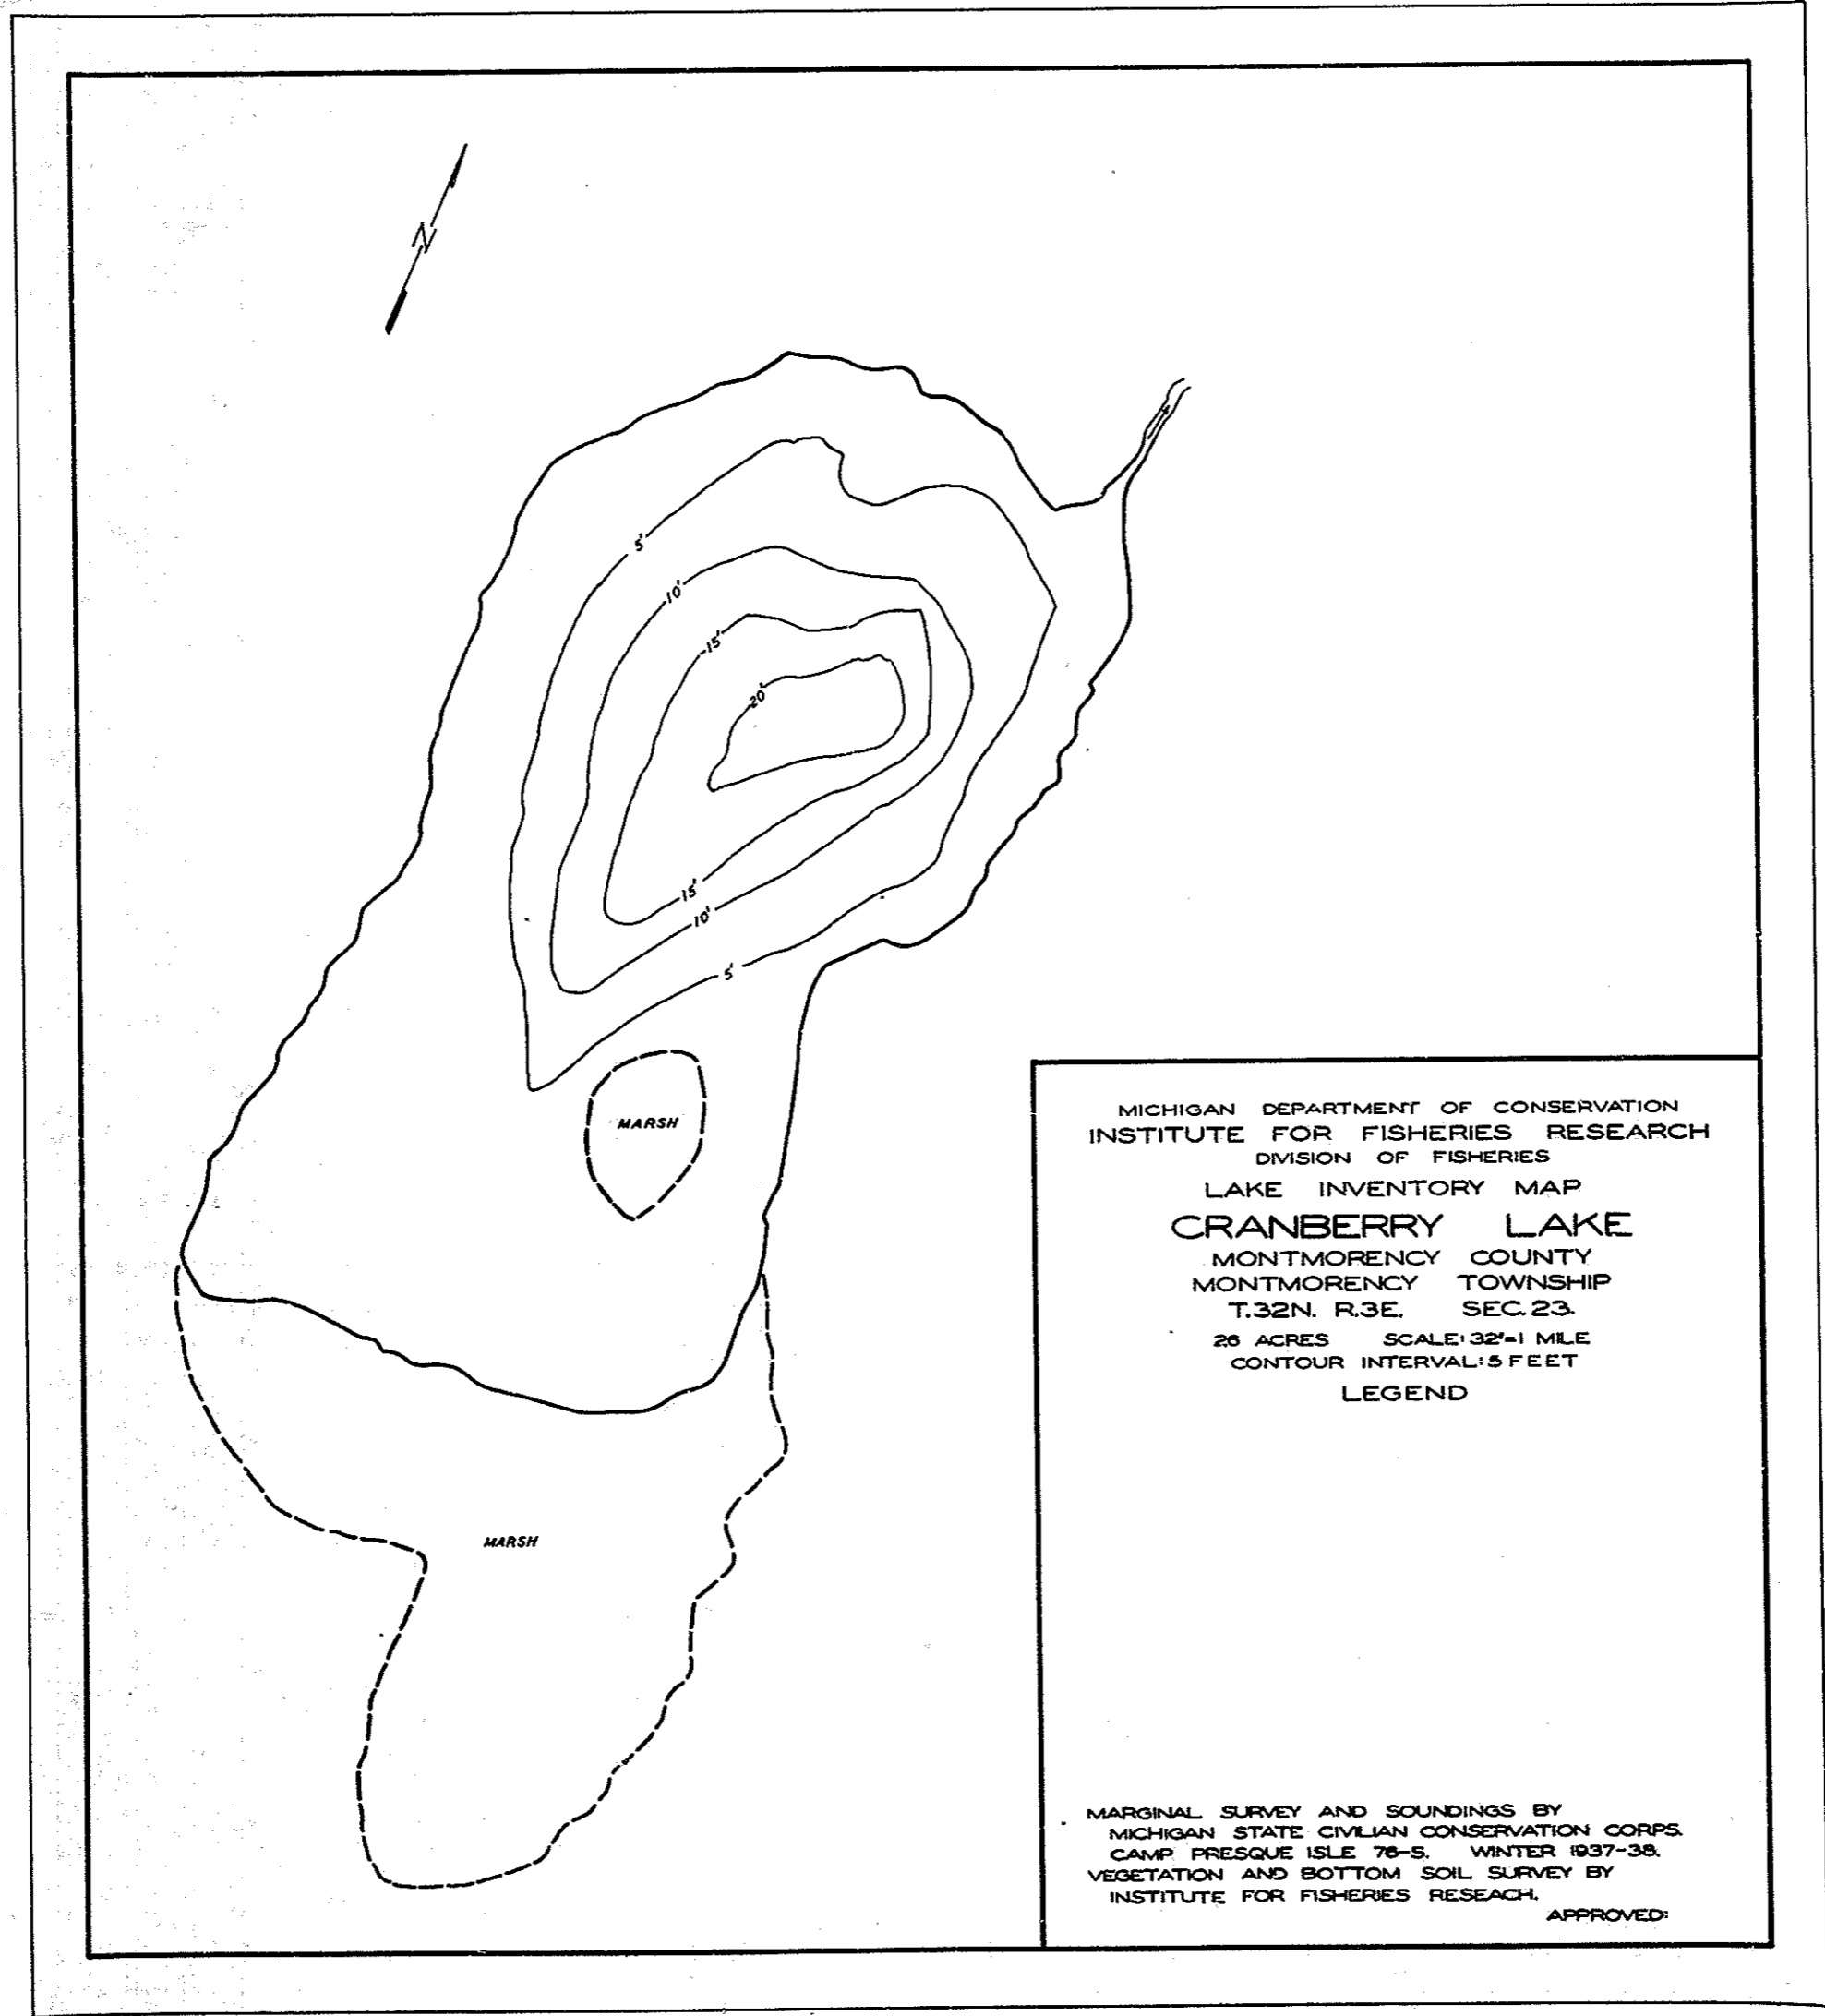 N
5'
10'
15'
20'
15'
10'
5'
MARSH
MARSH
MICHIGAN DEPARTMENT OF CONSERVATION
INSTITUTE FOR FISHERIES RESEARCH
DIVISION OF FISHERIES
LAKE INVENTORY MAP
CRANBERRY LAKE
MONTMORENCY COUNTY
MONTMORENCY TOWNSHIP
T.32N. R.3E. SEC. 23.
26 ACRES SCALE: 32"=1 MILE
CONTOUR INTERVAL: 5 FEET
LEGEND
MARGINAL SURVEY AND SOUNDINGS BY
MICHIGAN STATE CIVILIAN CONSERVATION CORPS.
CAMP PRESQUE ISLE 76-S. WINTER 1937-38.
VEGETATION AND BOTTOM SOIL SURVEY BY
INSTITUTE FOR FISHERIES RESEACH.
APPROVED: